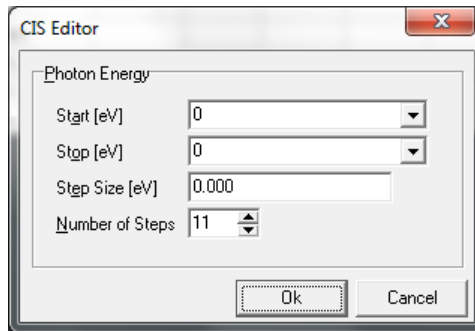 CIS Editor
Photon Energy
Start [eV] 0
Stop [eV] 0
Step Size [eV] 0.000
Number of Steps 11
Ok Cancel